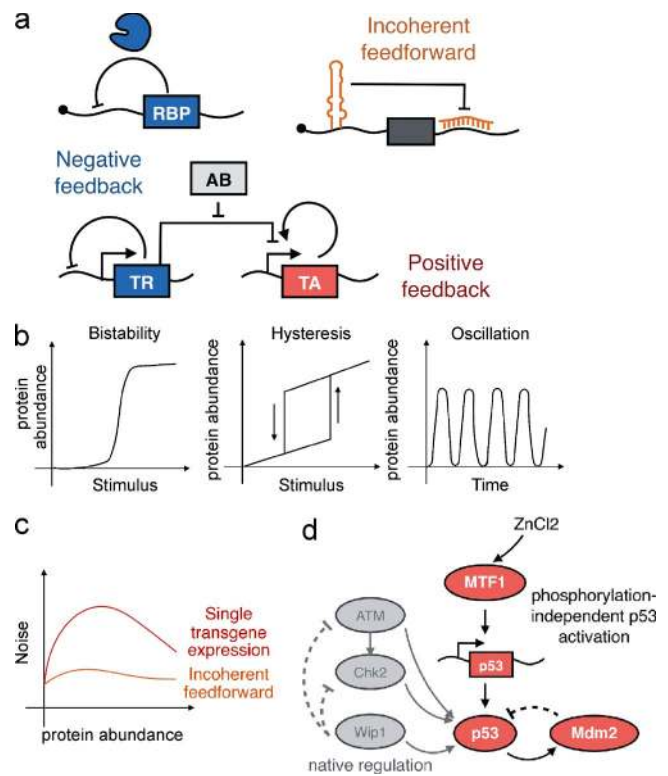 a
RBP
Incoherent
feedforward
Negative
feedback
AB
TR
TA
Positive
feedback
b
Bistability
protein
abundance
Stimulus
Hysteresis
protein abundance
Stimulus
Oscillation
protein abundance
Time
c
Noise
Single
transgene
expression
Incoherent
feedforward
protein abundance
d
ZnCl2
MTF1
phosphorylation-
independent p53
activation
ATM
p53
Chk2
Wip1
p53
Mdm2
native regulation